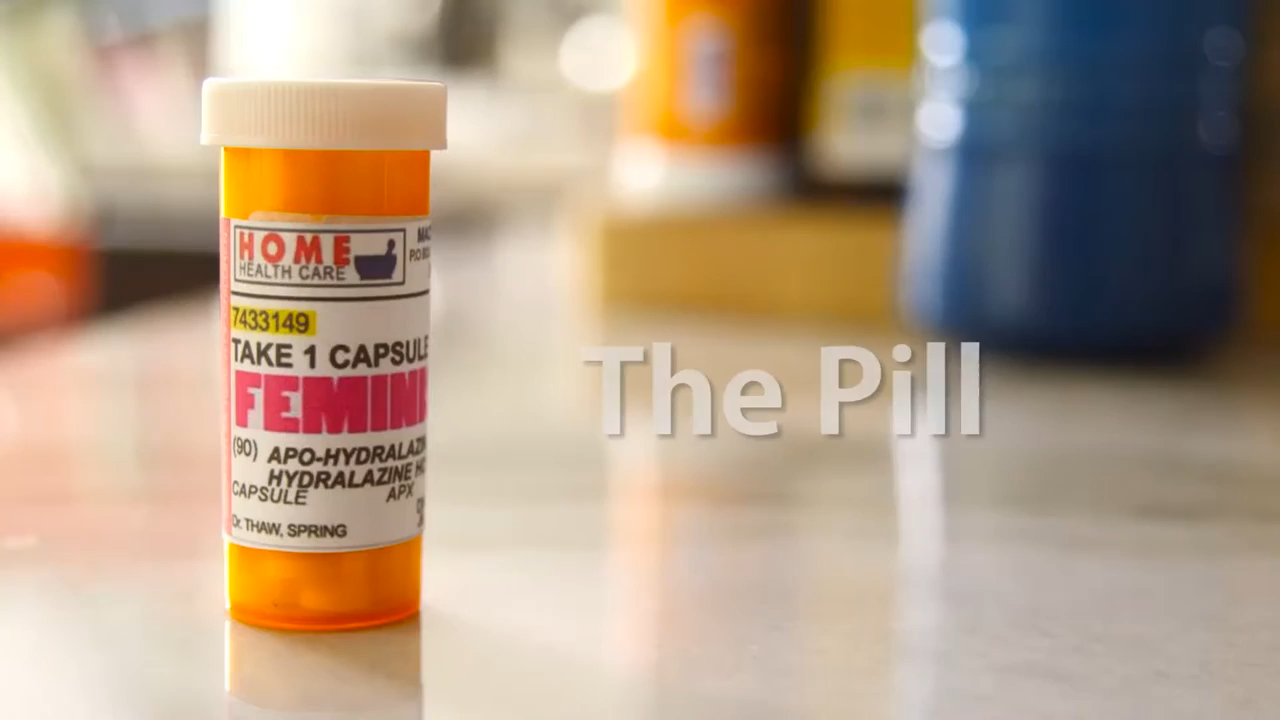 HOME
HEALTH CARE
7433149
TAKE 1 CAPSULE
FEMIN
(90) APO-HYDRALAZIN
HYDRALAZINE
CAPSULE APX
Dr. THAW, SPRING
The Pill